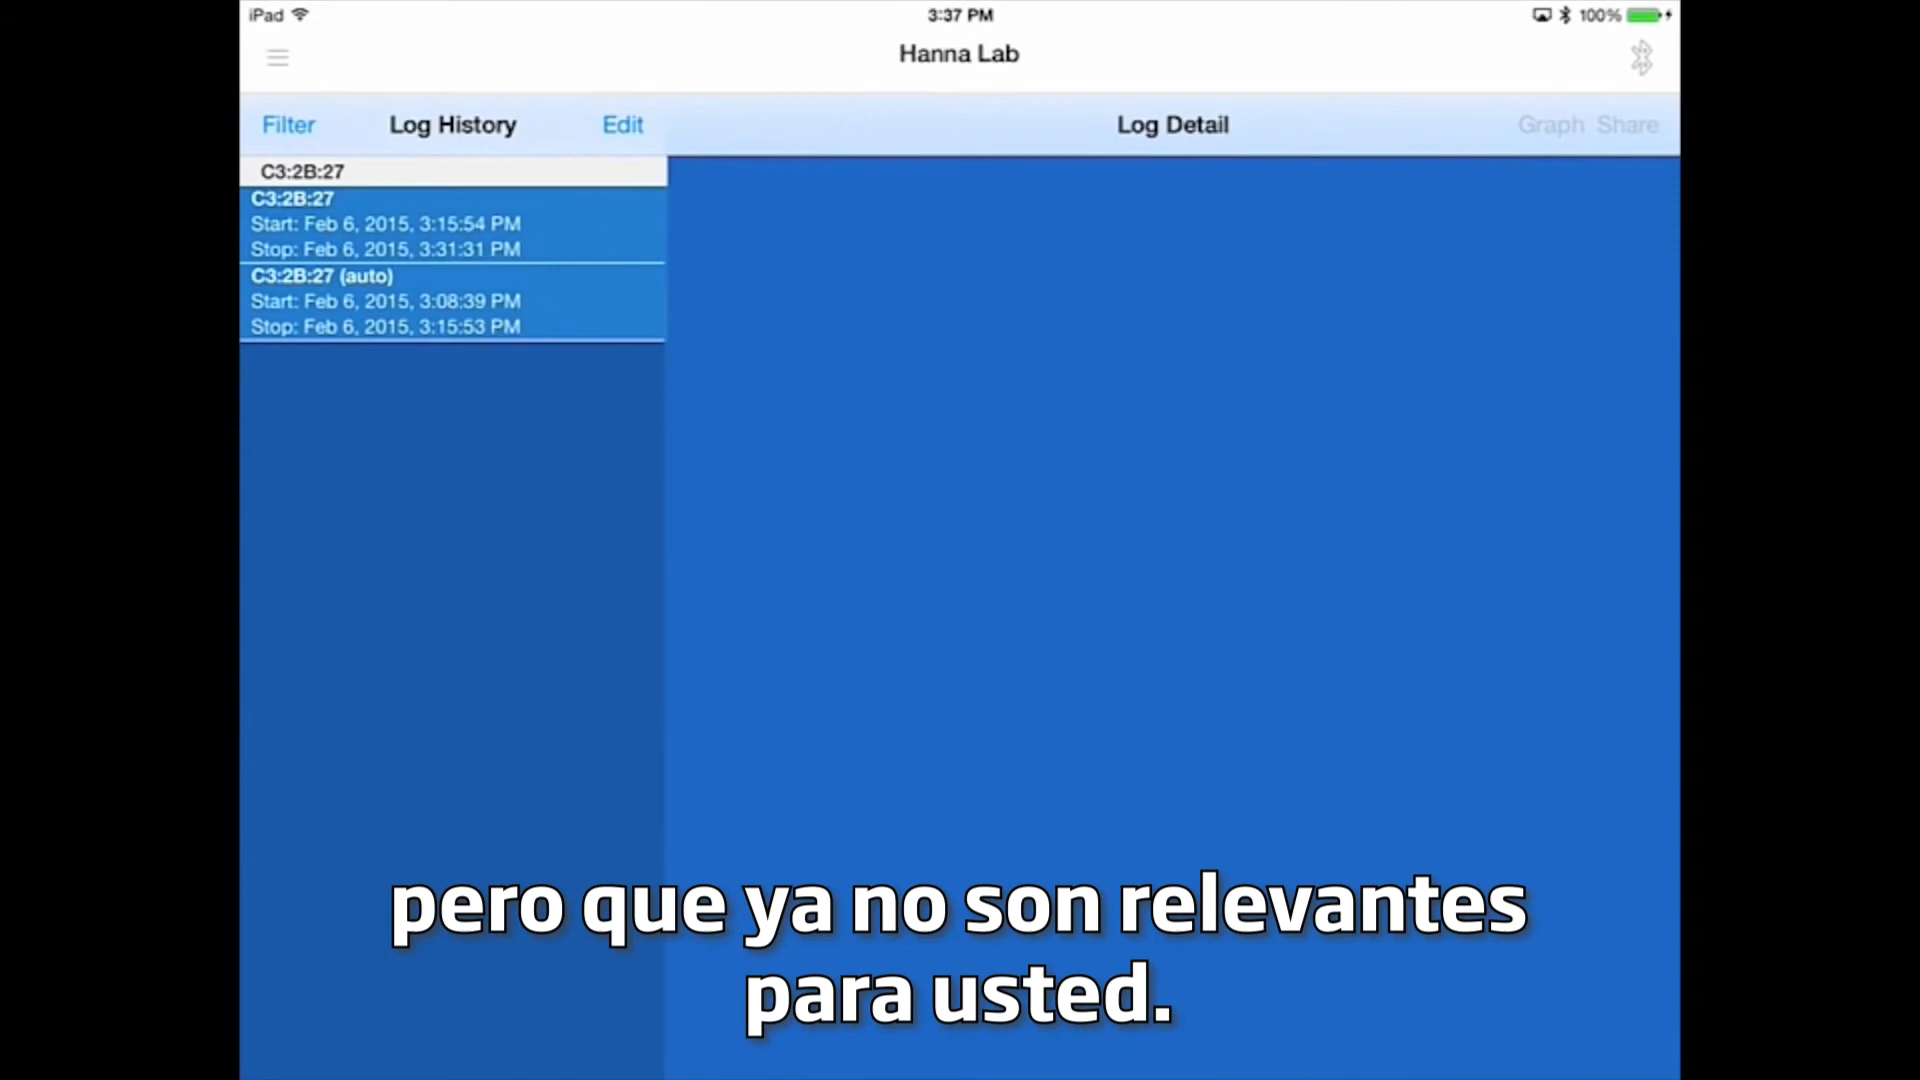 iPad
3:37 PM
100%
Hanna Lab
Filter
Log History
Edit
Log Detail
Graph Share
C3:2B:27
C3:2B:27
Start: Feb 6, 2015, 3:15:54 PM
Stop: Feb 6, 2015, 3:31:31 PM
C3:2B:27 (auto)
Start: Feb 6, 2015, 3:08:39 PM
Stop: Feb 6, 2015, 3:15:53 PM
pero que ya no son relevantes
para usted.